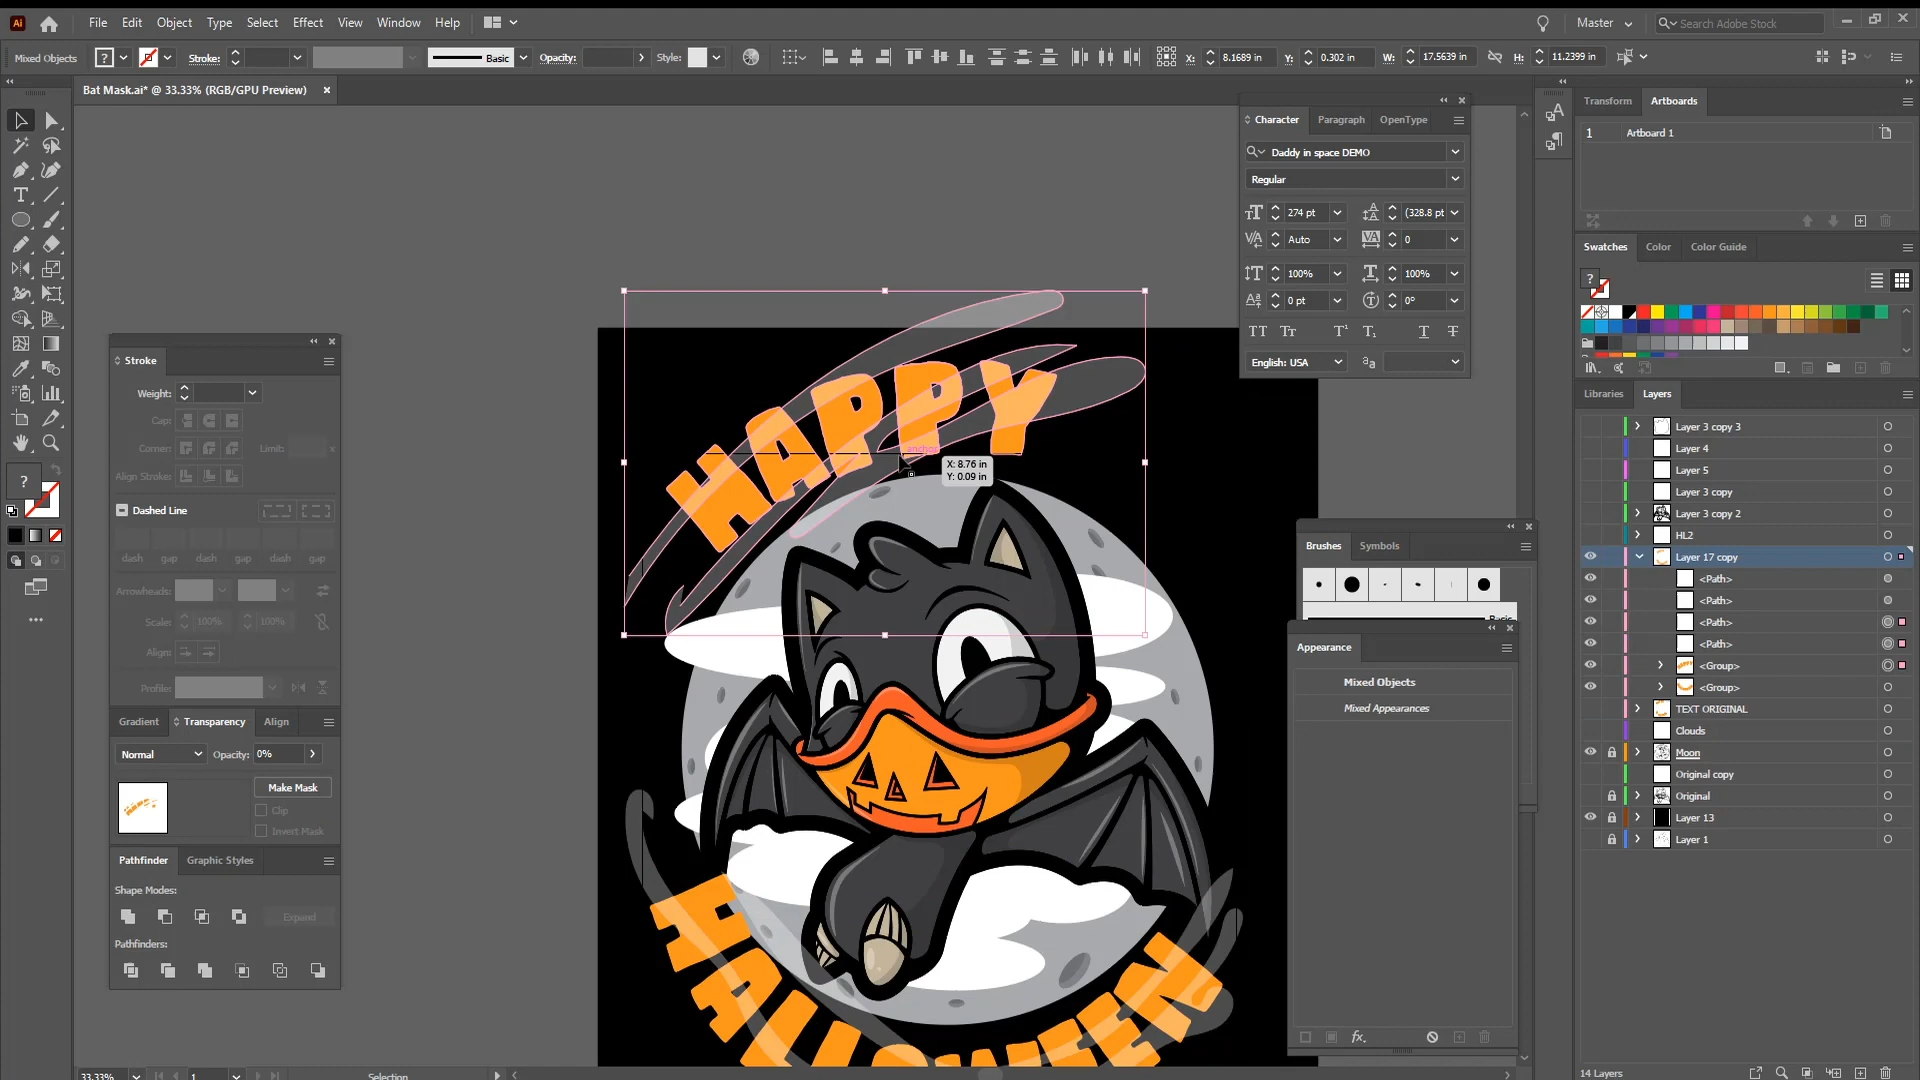 Ai File Edit Object Type Select Effect View Window Help Master Search Adobe Stock
Mixed Objects ? Stroke: Basic Opacity: Style: X: 8.1689 in Y: 0.302 in W: 17.5639 in H: 11.2399 in
Bat Mask.ai* @ 33.33% (RGB/GPU Preview) ×
Character Paragraph OpenType
Daddy in space DEMO
Regular
274 pt (328.8 pt
Auto 0
100% 100%
0 pt 0°
English: USA
Transform Artboards
1 Artboard 1
Swatches Color Color Guide
Libraries Layers
Layer 3 copy 3
Layer 4
Layer 5
Layer 3 copy
Layer 3 copy 2
HL2
Layer 17 copy
<Path>
<Path>
<Path>
<Path>
<Group>
<Group>
TEXT ORIGINAL
Clouds
Moon
Original copy
Original
Layer 13
Layer 1
14 Layers
Stroke
Weight:
Cap:
Corner: Limit: x
Align Stroke:
Dashed Line
dash gap dash gap dash gap
Arrowheads:
Scale: 100% 100%
Align:
Profile:
Gradient Transparency Align
Normal Opacity: 0%
Make Mask
Clip
Invert Mask
Pathfinder Graphic Styles
Shape Modes:
Expand
Pathfinders:
HAPPY
anchor
X: 8.76 in
Y: 0.09 in
HALLOWEEN
Brushes Symbols
Basic
Appearance
Mixed Objects
Mixed Appearances
fx
33.33% 1 Selection